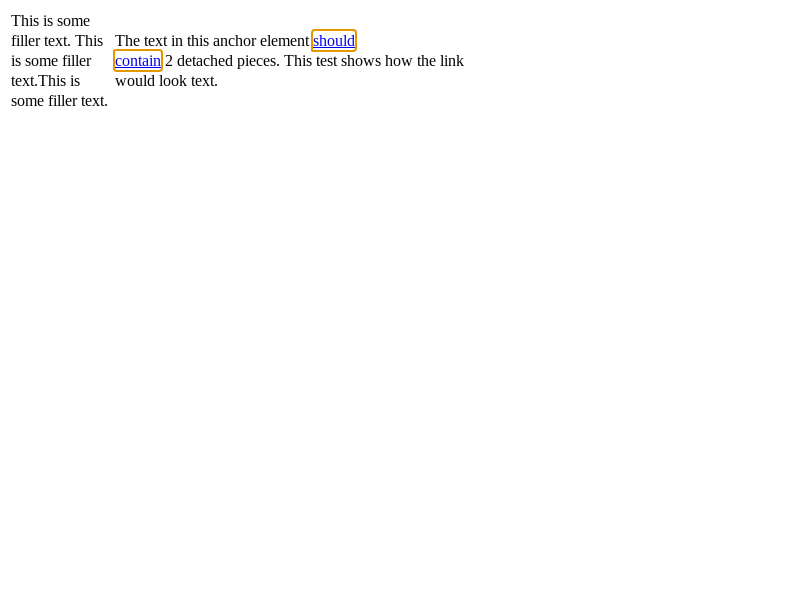 This is some
filler text. This
is some filler
text.This is
some filler text.
The text in this anchor element should
contain 2 detached pieces. This test shows how the link
would look text.